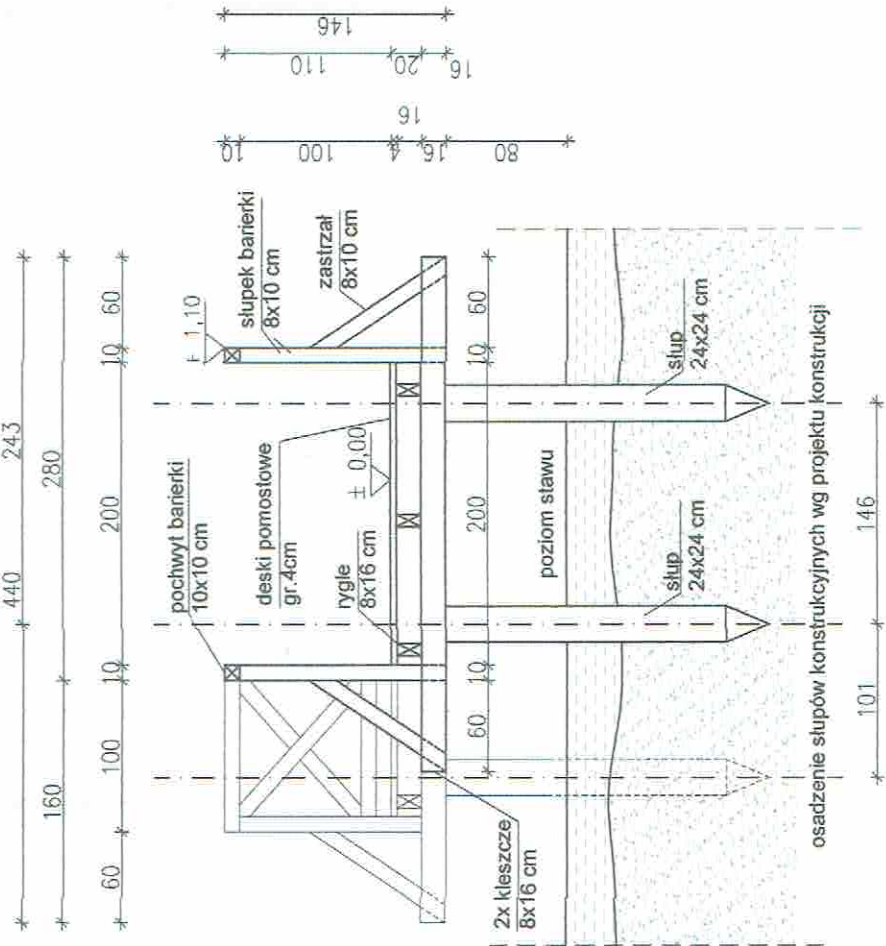 440
243
160
280
60
100
10
200
10
60
+ 1,10
pochwyt barierki
10x10 cm
słupek barierki
8x10 cm
zastrzał
8x10 cm
deski pomostowe
gr.4cm
± 0,00
rygle
8x16 cm
2x kleszcze
8x16 cm
60
10
200
10
60
poziom stawu
słup
24x24 cm
słup
24x24 cm
osadzenie słupów konstrukcyjnych wg projektu konstrukcji
101
146
10
100
4
16
16
80
110
20
16
146